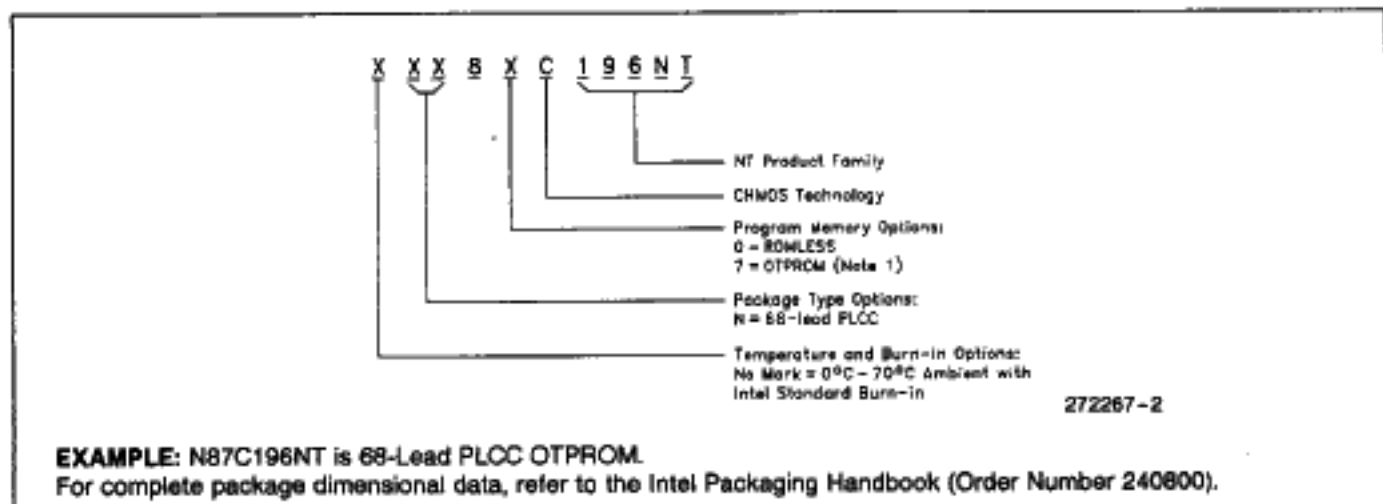 X XX 8 X C 196NT
NT Product Family
CHMOS Technology
Program Memory Options:
0 = ROMLESS
7 = OTPROM (Note 1)
Package Type Options:
N = 68-lead PLCC
Temperature and Burn-in Options:
No Mark = 0°C - 70°C Ambient with
Intel Standard Burn-in
272267-2
EXAMPLE: N87C196NT is 68-Lead PLCC OTPROM.
For complete package dimensional data, refer to the Intel Packaging Handbook (Order Number 240800).